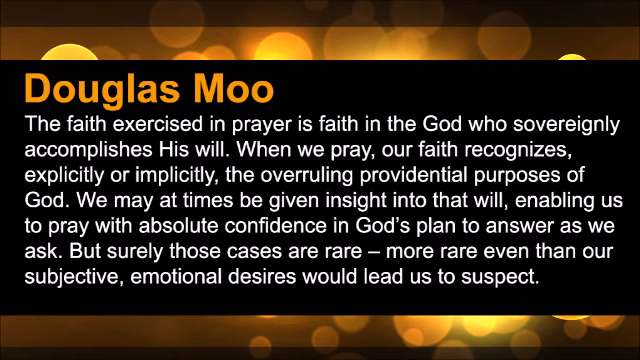 Douglas Moo
The faith exercised in prayer is faith in the God who sovereignly
accomplishes His will. When we pray, our faith recognizes,
explicitly or implicitly, the overruling providential purposes of
God. We may at times be given insight into that will, enabling us
to pray with absolute confidence in God’s plan to answer as we
ask. But surely those cases are rare – more rare even than our
subjective, emotional desires would lead us to suspect.